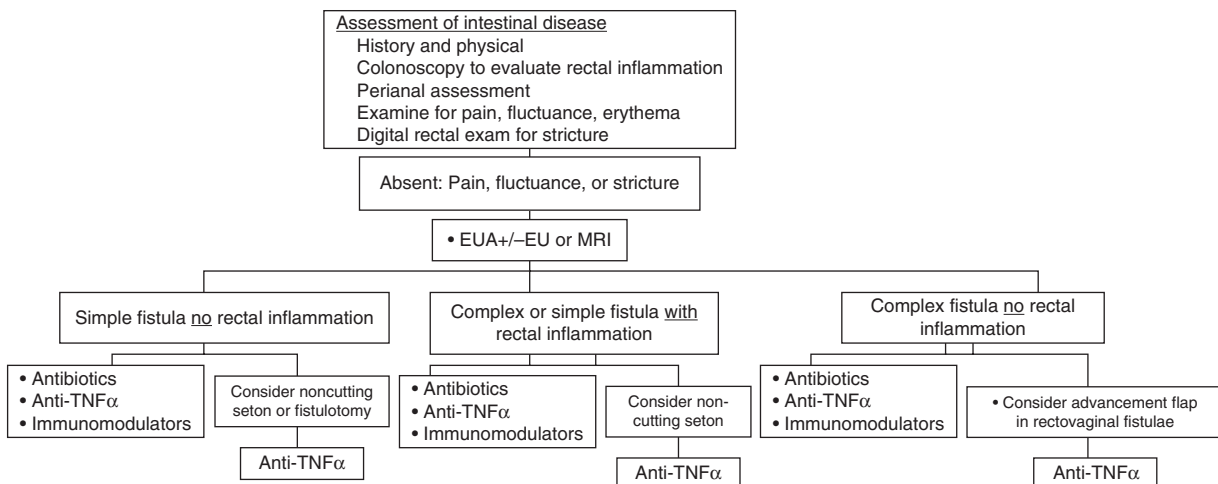 Assessment of intestinal disease
History and physical
Colonoscopy to evaluate rectal inflammation
Perianal assessment
Examine for pain, fluctuance, erythema
Digital rectal exam for stricture
Absent: Pain, fluctuance, or stricture
• EUA+/–EU or MRI
Simple fistula no rectal inflammation
• Antibiotics
• Anti-TNFα
• Immunomodulators
Consider noncutting
seton or fistulotomy
Anti-TNFα
Complex or simple fistula with
rectal inflammation
• Antibiotics
• Anti-TNFα
• Immunomodulators
Consider non-
cutting seton
Anti-TNFα
Complex fistula no rectal
inflammation
• Antibiotics
• Anti-TNFα
• Immunomodulators
• Consider advancement flap
in rectovaginal fistulae
Anti-TNFα